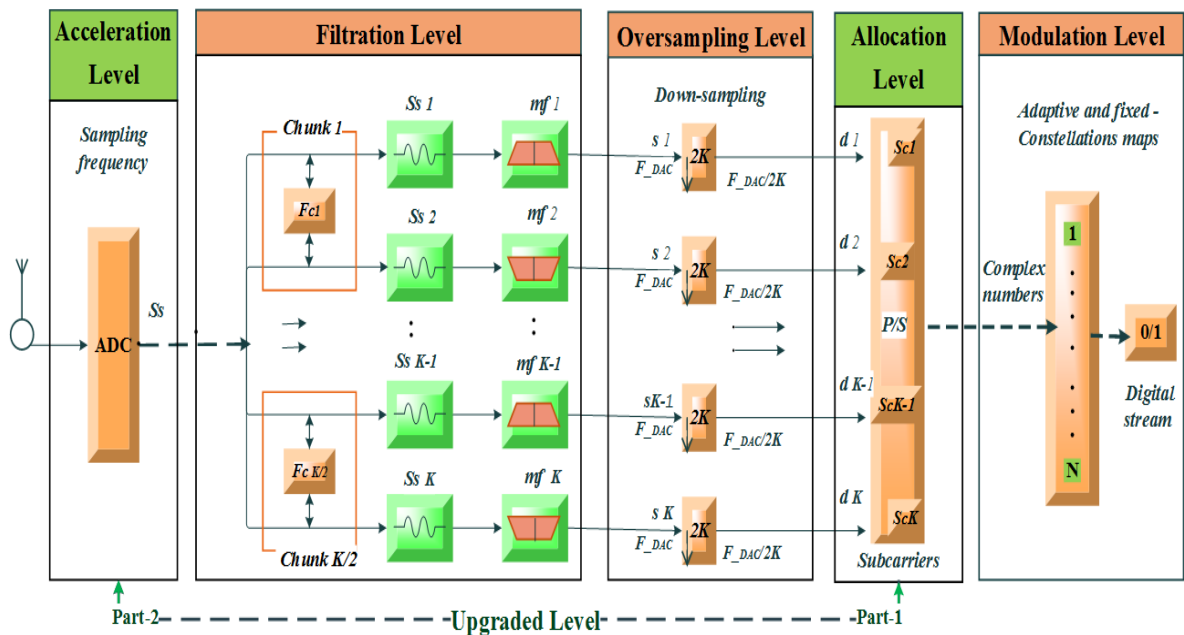 Acceleration
Level
Filtration Level
Oversampling Level
Allocation
Level
Modulation Level
Sampling
frequency
ADC
Ss
Chunk 1
Fc1
Ss 1
mf 1
Ss 2
mf 2
:
:
Ss K-1
mf K-1
Fc K/2
Ss K
mf K
Chunk K/2
Down-sampling
s 1
F_DAC
2K
F_DAC/2K
s 2
F_DAC
2K
F_DAC/2K
sK-1
F_DAC
2K
F_DAC/2K
s K
F_DAC
2K
F_DAC/2K
d 1
Sc1
d 2
Sc2
P/S
d K-1
ScK-1
d K
ScK
Subcarriers
Adaptive and fixed -
Constellations maps
Complex
numbers
1
N
0/1
Digital
stream
Part-2
Upgraded Level
Part-1